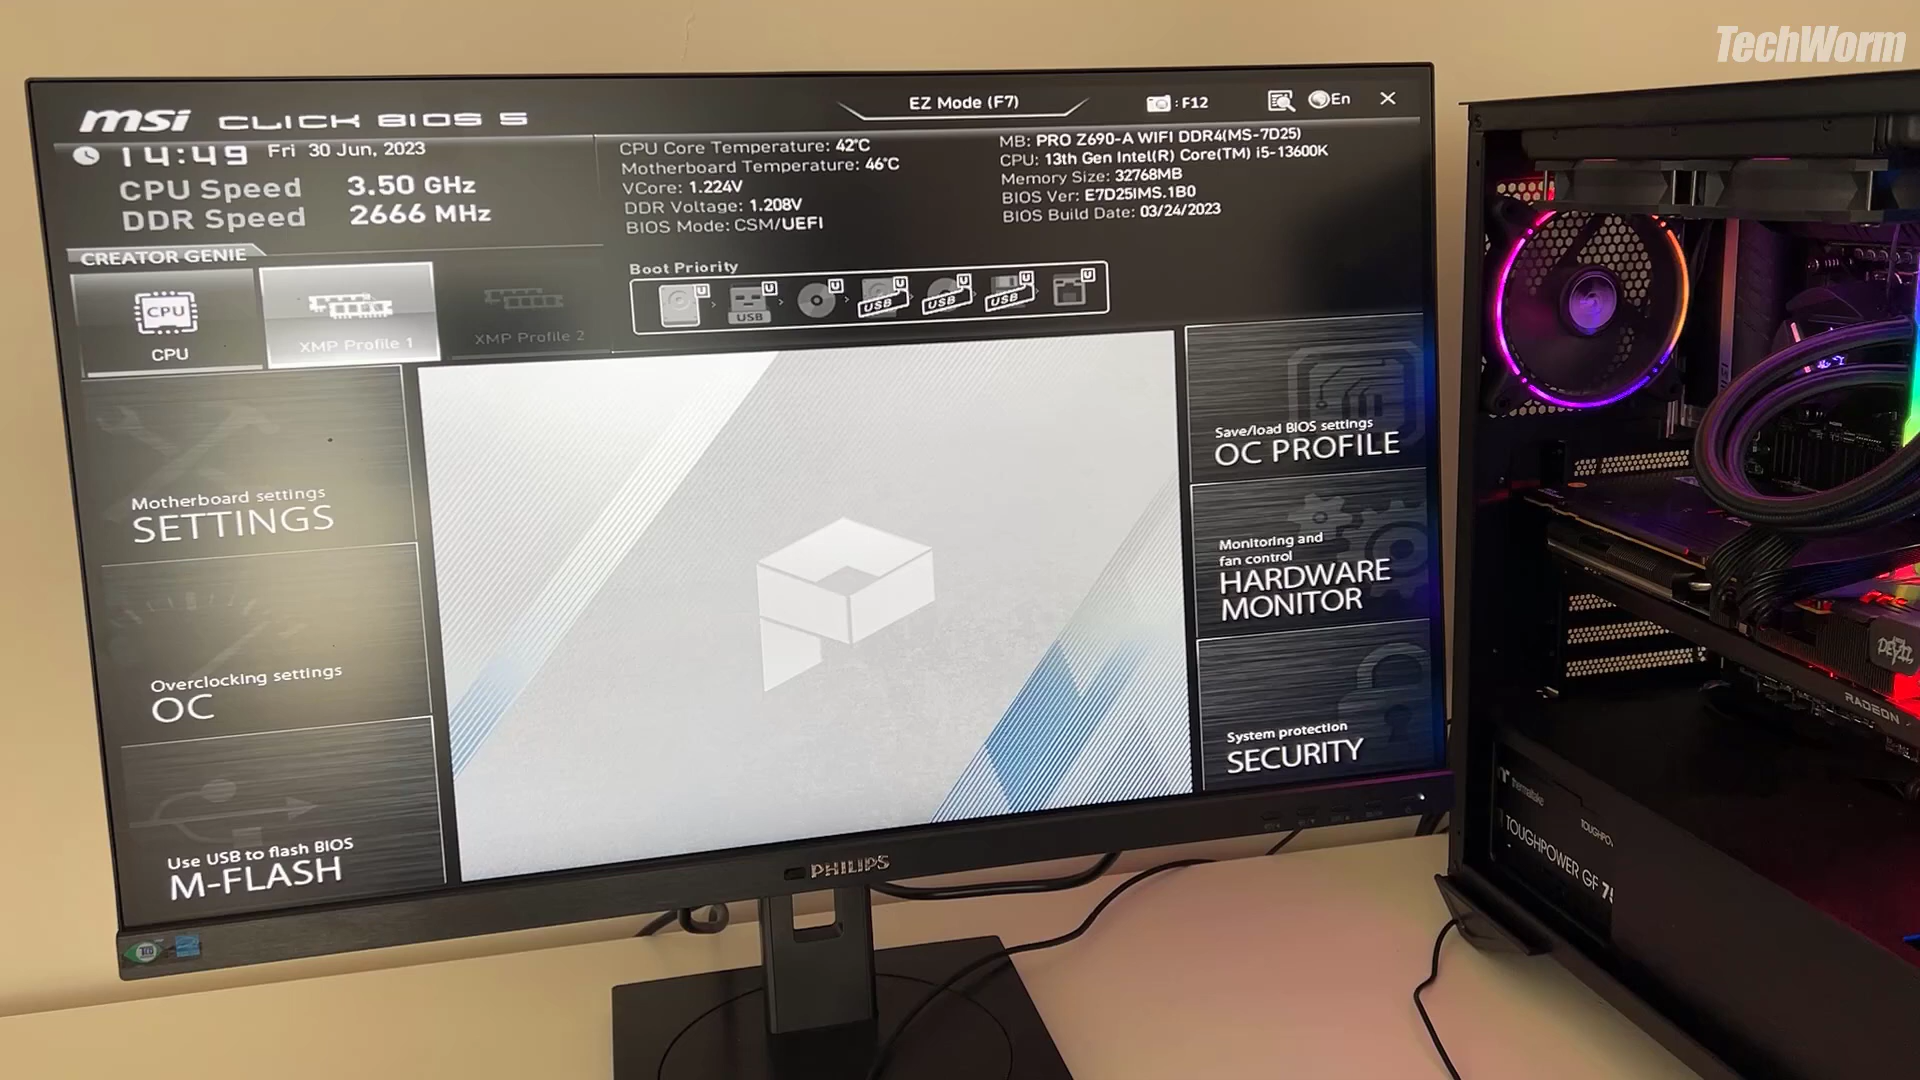 TechWorm
msi CLICK BIOS 5
EZ Mode (F7)
: F12
En
X
14:49 Fri 30 Jun, 2023
CPU Speed 3.50 GHz
DDR Speed 2666 MHz
CPU Core Temperature: 42°C
Motherboard Temperature: 46°C
VCore: 1.224V
DDR Voltage: 1.208V
BIOS Mode: CSM/UEFI
MB: PRO Z690-A WIFI DDR4(MS-7D25)
CPU: 13th Gen Intel(R) Core(TM) i5-13600K
Memory Size: 32768MB
BIOS Ver: E7D25IMS.1B0
BIOS Build Date: 03/24/2023
CREATOR GENIE
CPU
CPU
XMP Profile 1
XMP Profile 2
Boot Priority
U
U
U
U
U
U
U
USB
USB
USB
USB
Motherboard settings
SETTINGS
Overclocking settings
OC
Use USB to flash BIOS
M-FLASH
Save/load BIOS settings
OC PROFILE
Monitoring and
fan control
HARDWARE
MONITOR
System protection
SECURITY
PHILIPS
TCO
thermaltake
TOUGHPOWER GF
RADEON